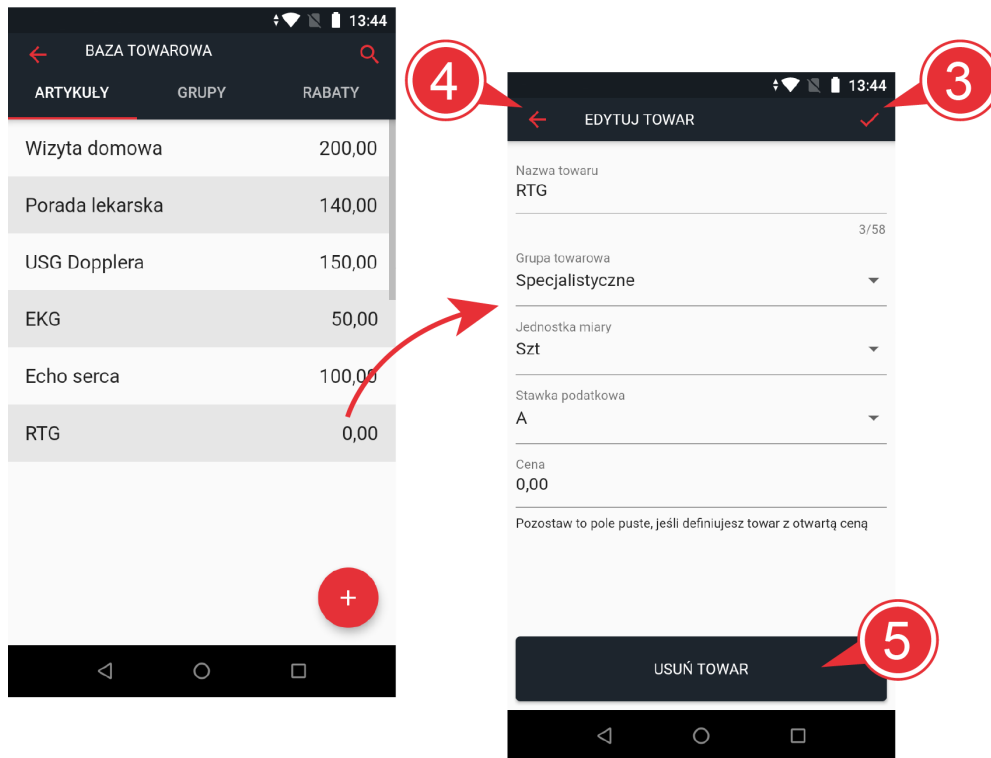 13:44
BAZA TOWAROWA
ARTYKUŁY GRUPY RABATY
Wizyta domowa 200,00
Porada lekarska 140,00
USG Dopplera 150,00
EKG 50,00
Echo serca 100,00
RTG 0,00
+
4
3
13:44
EDYTUJ TOWAR
Nazwa towaru
RTG
3/58
Grupa towarowa
Specjalistyczne
Jednostka miary
Szt
Stawka podatkowa
A
Cena
0,00
Pozostaw to pole puste, jeśli definiujesz towar z otwartą ceną
5
USUŃ TOWAR